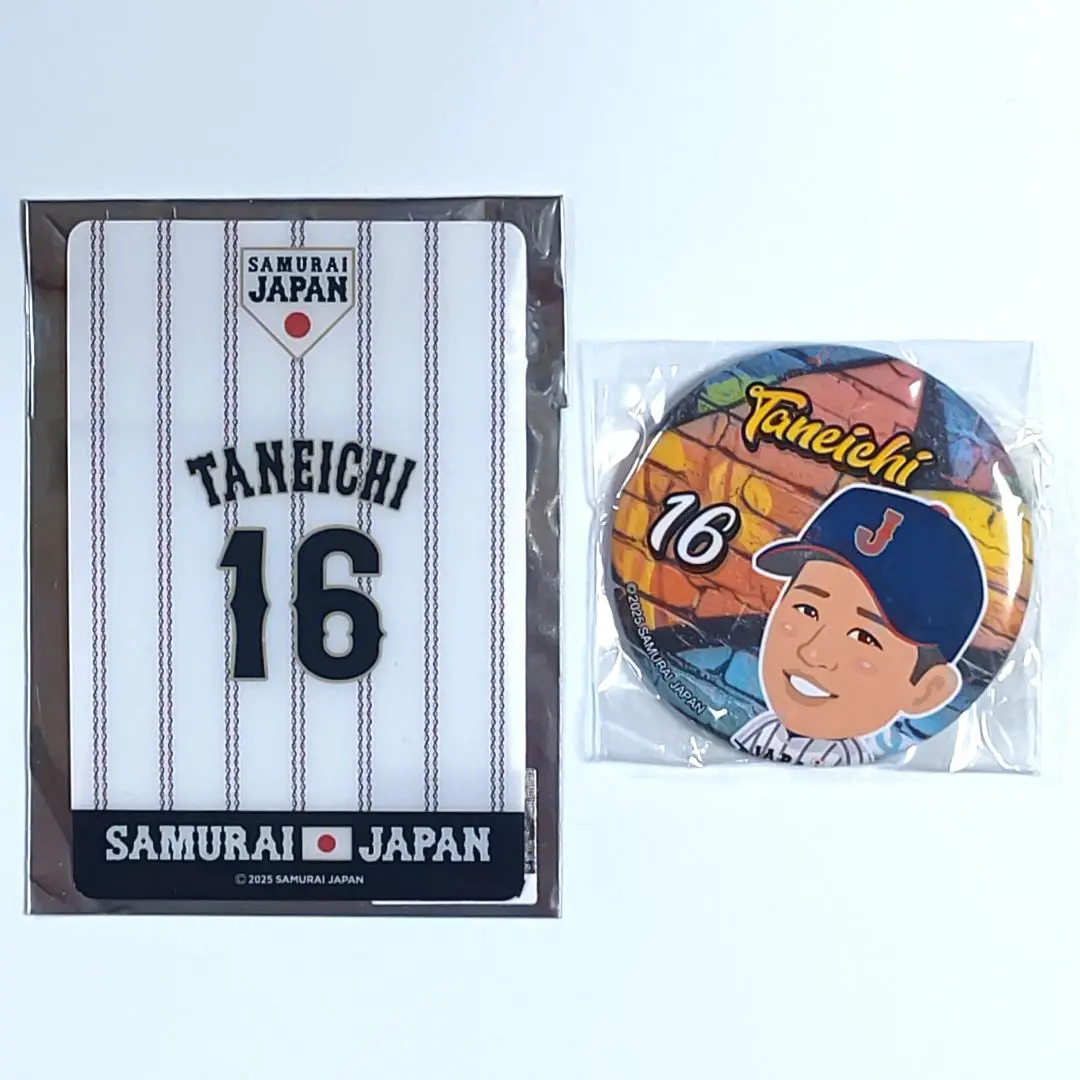 SAMURAI
JAPAN
TANEICHI
16
SAMURAI JAPAN
© 2025 SAMURAI JAPAN
Taneichi
16
J
©2025 SAMURAI JAPAN